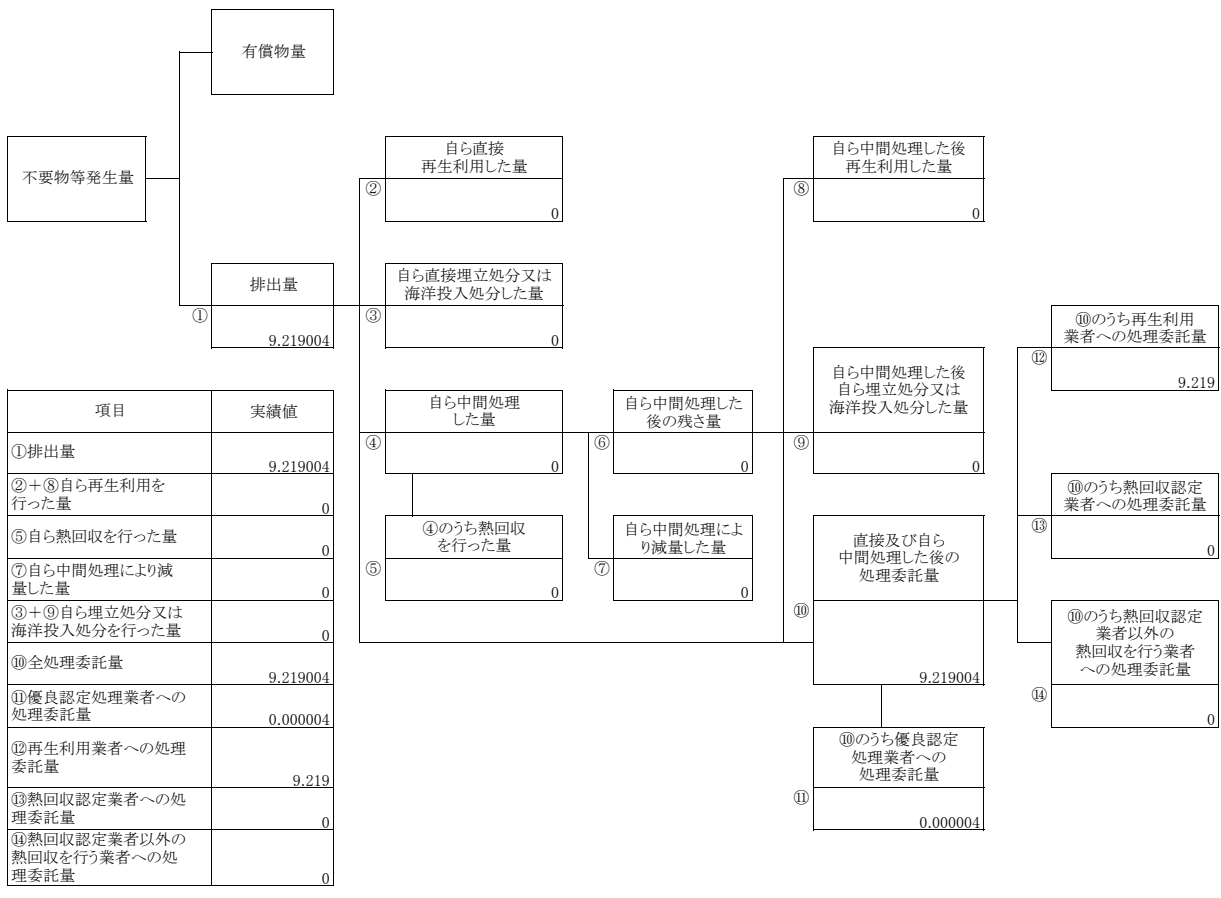 有償物量
不要物等発生量
排出量
①
9.219004
自ら直接
再生利用した量
②
0
自ら直接埋立処分又は
海洋投入処分した量
③
0
自ら中間処理
した量
④
0
④のうち熱回収
を行った量
⑤
0
自ら中間処理した
後の残さ量
⑥
0
自ら中間処理によ
り減量した量
⑦
0
自ら中間処理した後
再生利用した量
⑧
0
自ら中間処理した後
自ら埋立処分又は
海洋投入処分した量
⑨
0
直接及び自ら
中間処理した後の
処理委託量
⑩
9.219004
⑩のうち優良認定
処理業者への
処理委託量
⑪
0.000004
⑩のうち再生利用
業者への処理委託量
⑫
9.219
⑩のうち熱回収認定
業者への処理委託量
⑬
0
⑩のうち熱回収認定
業者以外の
熱回収を行う業者
への処理委託量
⑭
0
項目 実績値
①排出量
9.219004
②＋⑧自ら再生利用を
行った量
0
⑤自ら熱回収を行った量
0
⑦自ら中間処理により減
量した量
0
③＋⑨自ら埋立処分又は
海洋投入処分を行った量
0
⑩全処理委託量
9.219004
⑪優良認定処理業者への
処理委託量
0.000004
⑫再生利用業者への処理
委託量
9.219
⑬熱回収認定業者への処
理委託量
0
⑭熱回収認定業者以外の
熱回収を行う業者への処
理委託量
0